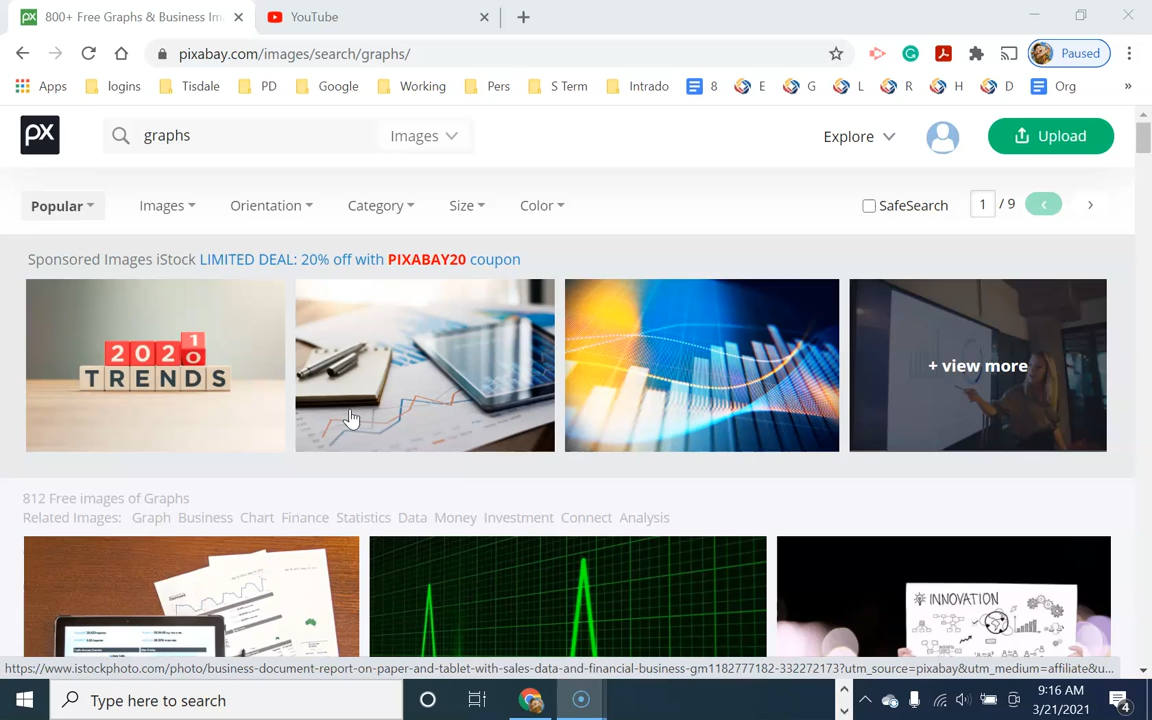 800+ Free Graphs & Business Im
YouTube
pixabay.com/images/search/graphs/
Paused
Apps logins Tisdale PD Google Working Pers S Term Intrado 8 E G L R H D Org »
px graphs Images Explore Upload
Popular Images Orientation Category Size Color SafeSearch 1 / 9
Sponsored Images iStock LIMITED DEAL: 20% off with PIXABAY20 coupon
2020 1
TRENDS
+ view more
812 Free images of Graphs
Related Images: Graph Business Chart Finance Statistics Data Money Investment Connect Analysis
INNOVATION
https://www.istockphoto.com/photo/business-document-report-on-paper-and-tablet-with-sales-data-and-financial-business-gm1182777182-332272173?utm_source=pixabay&utm_medium=affiliate&u...
Type here to search
9:16 AM
3/21/2021
4